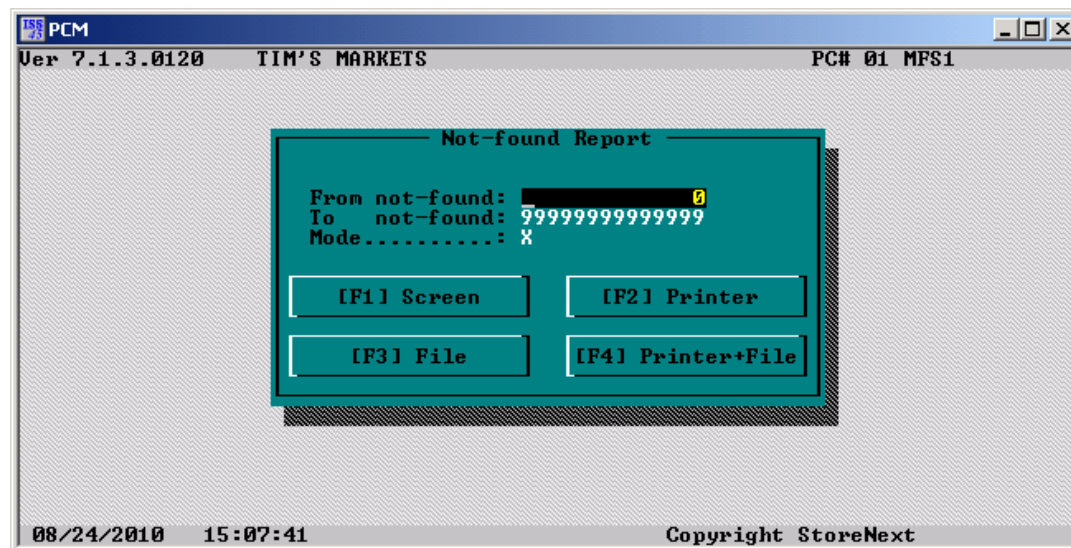 ISS 45 PCM
Ver 7.1.3.0120 TIM'S MARKETS PC# 01 MFS1
Not-found Report
From not-found: 0
To not-found: 99999999999999
Mode..........: X
[F1] Screen [F2] Printer
[F3] File [F4] Printer+File
08/24/2010 15:07:41 Copyright StoreNext